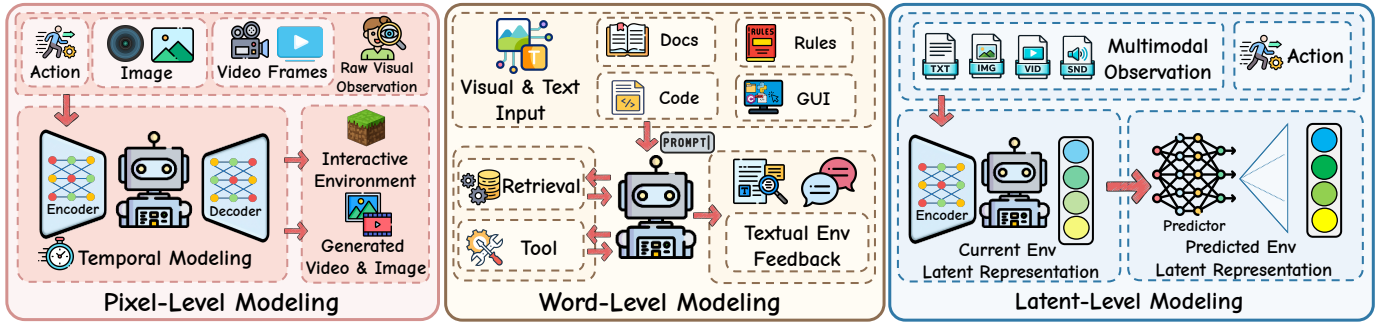 Action
Image
Video Frames
Raw Visual
Observation
Encoder
Decoder
Temporal Modeling
Interactive
Environment
Generated
Video & Image
Pixel-Level Modeling
T
Visual & Text
Input
Docs
RULES
Rules
</>
Code
GUI
PROMPT|
Retrieval
Tool
T
Textual Env
Feedback
Word-Level Modeling
TXT
IMG
VID
SND
Multimodal
Observation
Action
Encoder
Current Env
Latent Representation
Predictor
Predicted Env
Latent Representation
Latent-Level Modeling